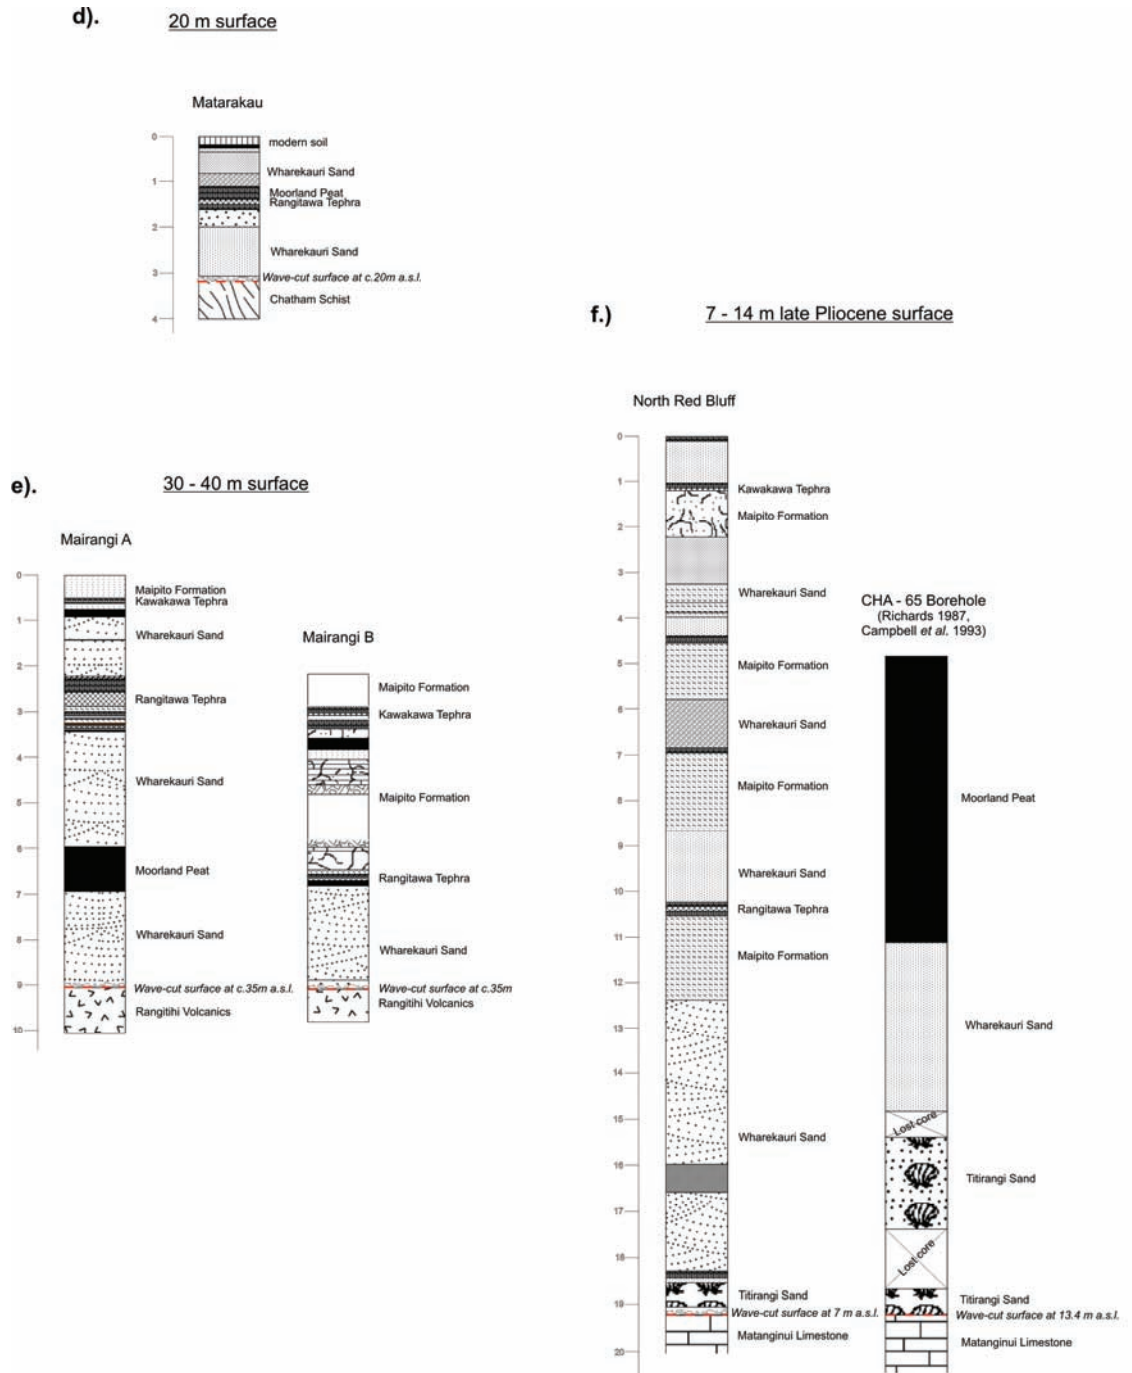 d).
20 m surface
Matarakau
0
1
2
3
4
modern soil
Wharekauri Sand
Moorland Peat
Rangitawa Tephra
Wharekauri Sand
Wave-cut surface at c.20m a.s.l.
Chatham Schist
e).
30 - 40 m surface
Mairangi A
0
1
2
3
4
5
6
7
8
9
10
Maipito Formation
Kawakawa Tephra
Wharekauri Sand
Rangitawa Tephra
Wharekauri Sand
Moorland Peat
Wharekauri Sand
Wave-cut surface at c.35m a.s.l.
Rangitihi Volcanics
Mairangi B
Maipito Formation
Kawakawa Tephra
Maipito Formation
Rangitawa Tephra
Wharekauri Sand
Wave-cut surface at c.35m
Rangitihi Volcanics
f.)
7 - 14 m late Pliocene surface
North Red Bluff
0
1
2
3
4
5
6
7
8
9
10
11
12
13
14
15
16
17
18
19
20
Kawakawa Tephra
Maipito Formation
Wharekauri Sand
Maipito Formation
Wharekauri Sand
Maipito Formation
Wharekauri Sand
Rangitawa Tephra
Maipito Formation
Wharekauri Sand
Titirangi Sand
Wave-cut surface at 7 m a.s.l.
Matanginui Limestone
CHA - 65 Borehole
(Richards 1987,
Campbell et al. 1993)
Moorland Peat
Wharekauri Sand
Lost core
Titirangi Sand
Lost core
Titirangi Sand
Wave-cut surface at 13.4 m a.s.l.
Matanginui Limestone